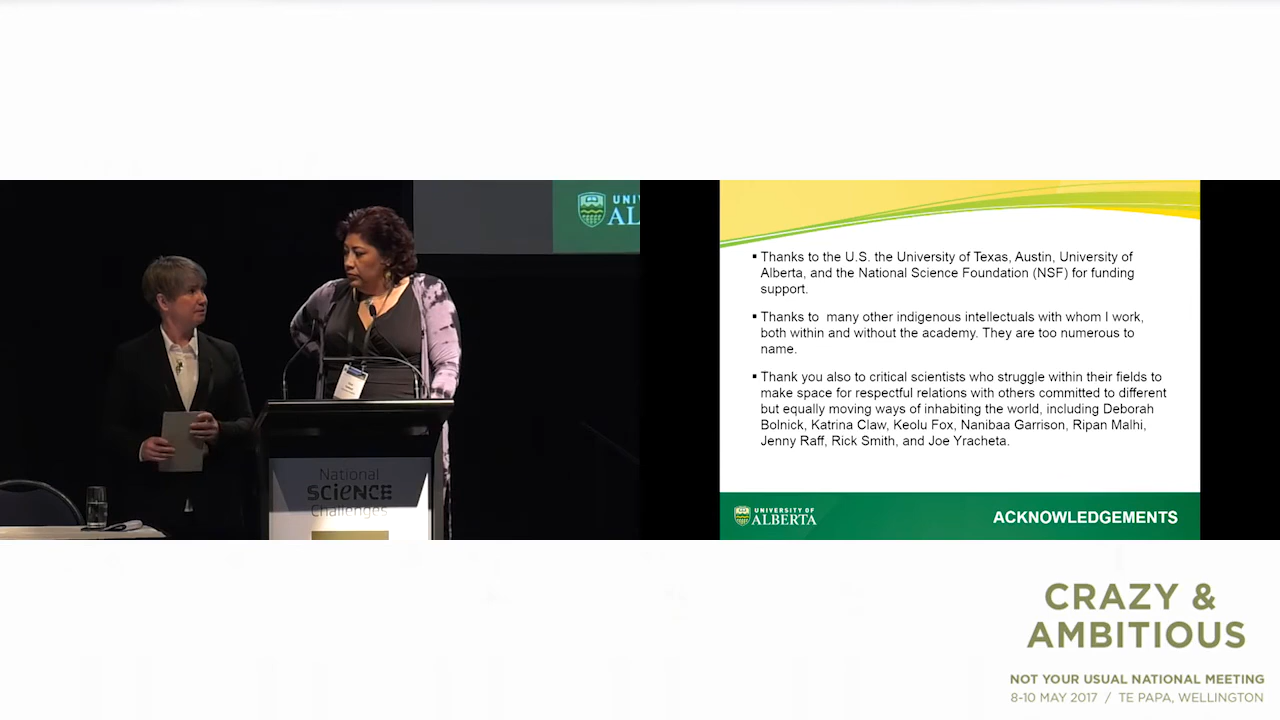 UNI
AL
National
SCIENCE
Challenges
▪ Thanks to the U.S. the University of Texas, Austin, University of
Alberta, and the National Science Foundation (NSF) for funding
support.
▪ Thanks to  many other indigenous intellectuals with whom I work,
both within and without the academy. They are too numerous to
name.
▪ Thank you also to critical scientists who struggle within their fields to
make space for respectful relations with others committed to different
but equally moving ways of inhabiting the world, including Deborah
Bolnick, Katrina Claw, Keolu Fox, Nanibaa Garrison, Ripan Malhi,
Jenny Raff, Rick Smith, and Joe Yracheta.
UNIVERSITY OF
ALBERTA
ACKNOWLEDGEMENTS
CRAZY &
AMBITIOUS
NOT YOUR USUAL NATIONAL MEETING
8-10 MAY 2017 / TE PAPA, WELLINGTON